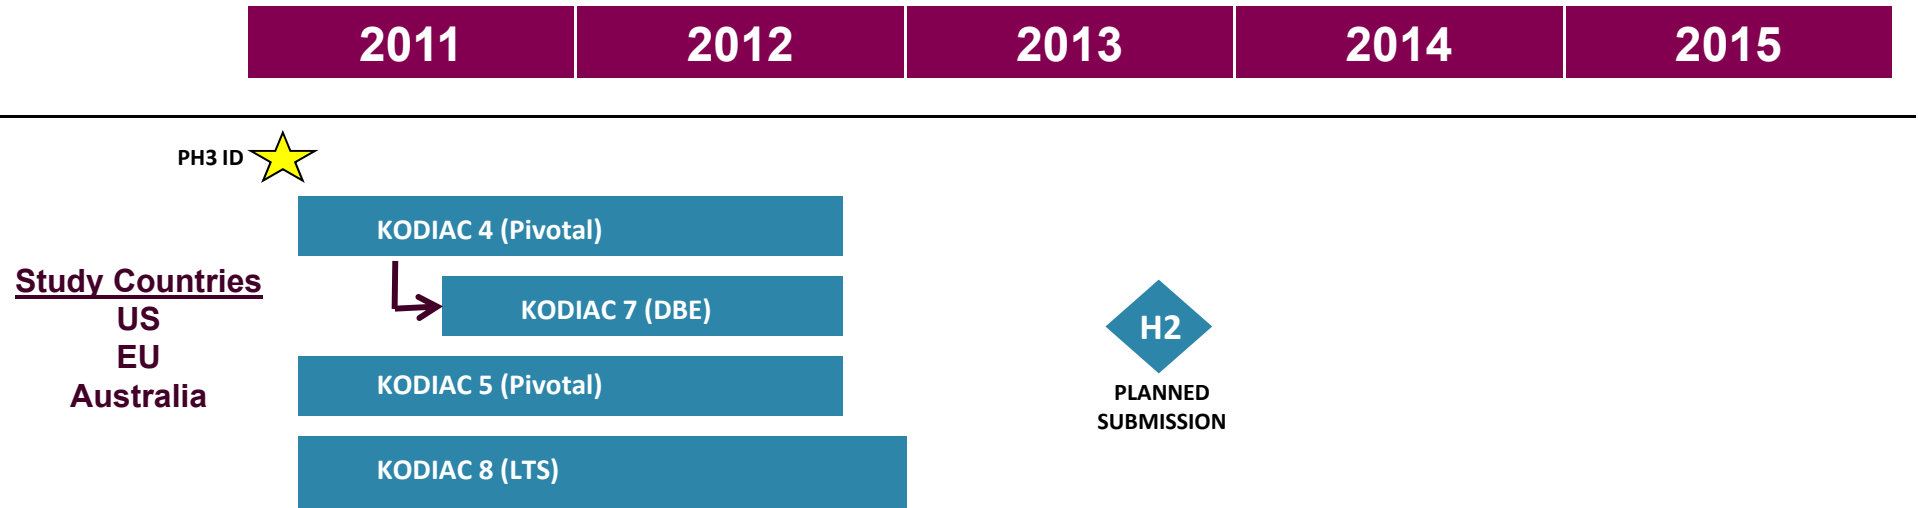 2011 2012 2013 2014 2015
PH3 ID
KODIAC 4 (Pivotal)
Study Countries
US
EU
Australia
KODIAC 7 (DBE)
KODIAC 5 (Pivotal)
KODIAC 8 (LTS)
H2
PLANNED
SUBMISSION